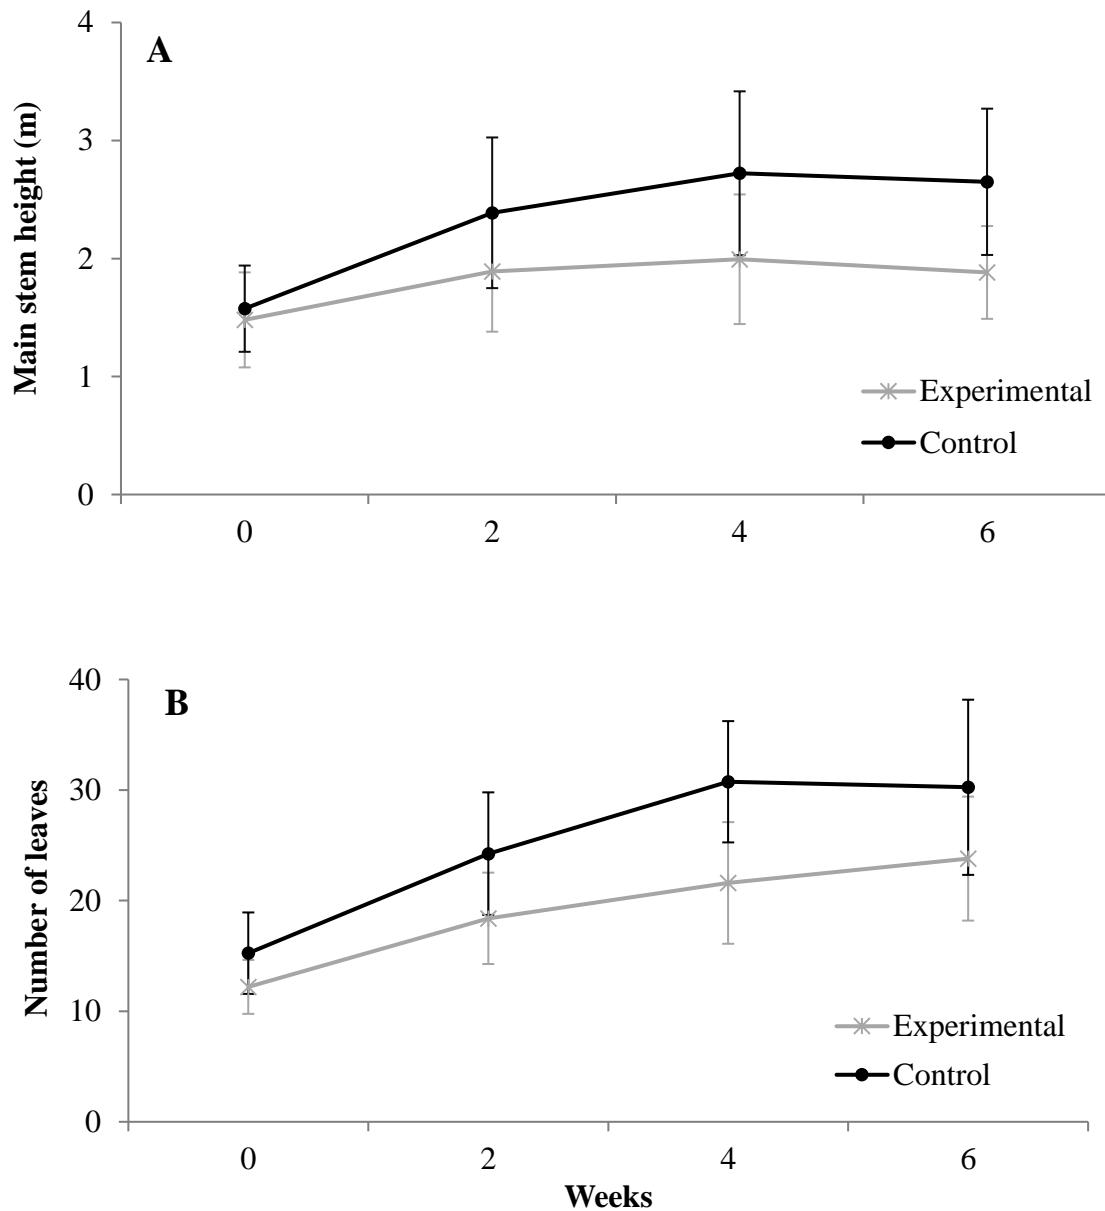 A
Main stem height (m)
4
3
2
1
0
0 2 4 6
Experimental
Control
B
Number of leaves
40
30
20
10
0
0 2 4 6
Experimental
Control
Weeks